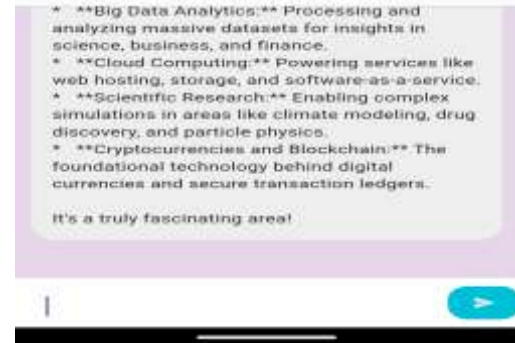 * **Big Data Analytics:** Processing and
analyzing massive datasets for insights in
science, business, and finance.
* **Cloud Computing:** Powering services like
web hosting, storage, and software-as-a-service.
* **Scientific Research:** Enabling complex
simulations in areas like climate modeling, drug
discovery, and particle physics.
* **Cryptocurrencies and Blockchain:** The
foundational technology behind digital
currencies and secure transaction ledgers.
It's a truly fascinating area!